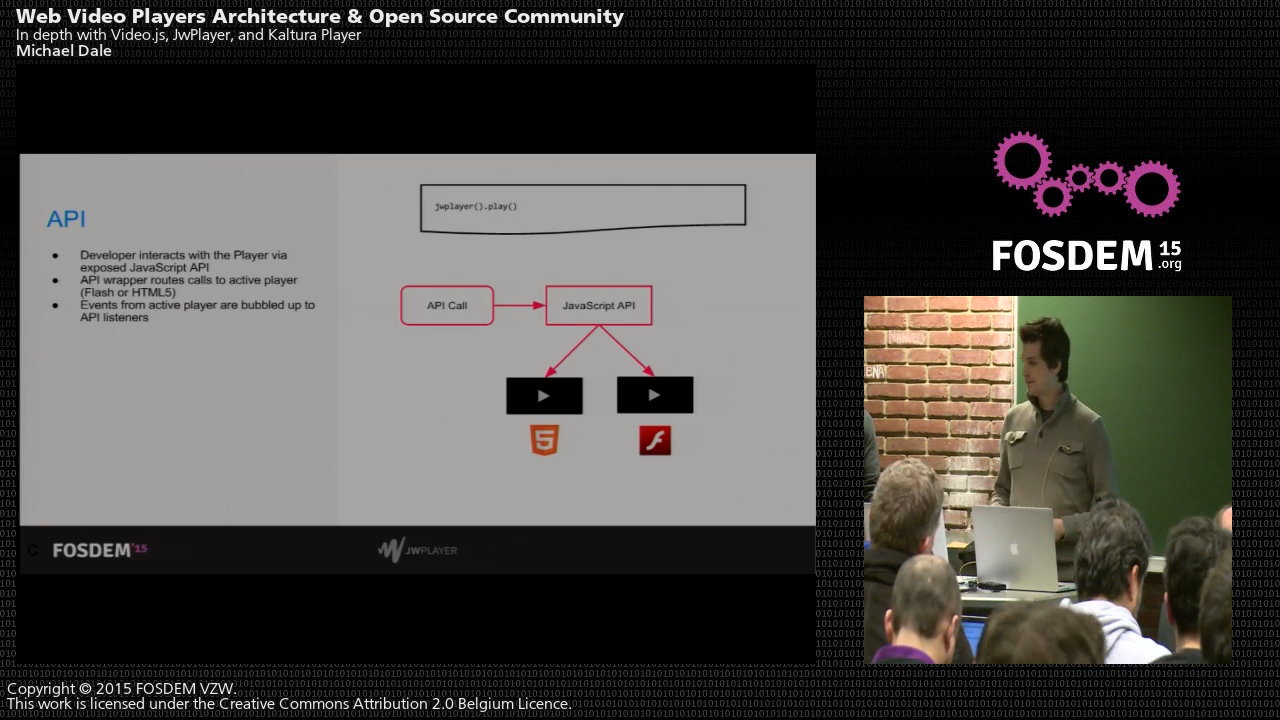 Web Video Players Architecture & Open Source Community
In depth with Video.js, JwPlayer, and Kaltura Player
Michael Dale
API
● Developer interacts with the Player via
exposed JavaScript API
● API wrapper routes calls to active player
(Flash or HTML5)
● Events from active player are bubbled up to
API listeners
jwplayer().play()
API Call
JavaScript API
5
f
C FOSDEM'15
JWPLAYER
FOSDEM 15
.org
ENA
Copyright © 2015 FOSDEM VZW.
This work is licensed under the Creative Commons Attribution 2.0 Belgium Licence.